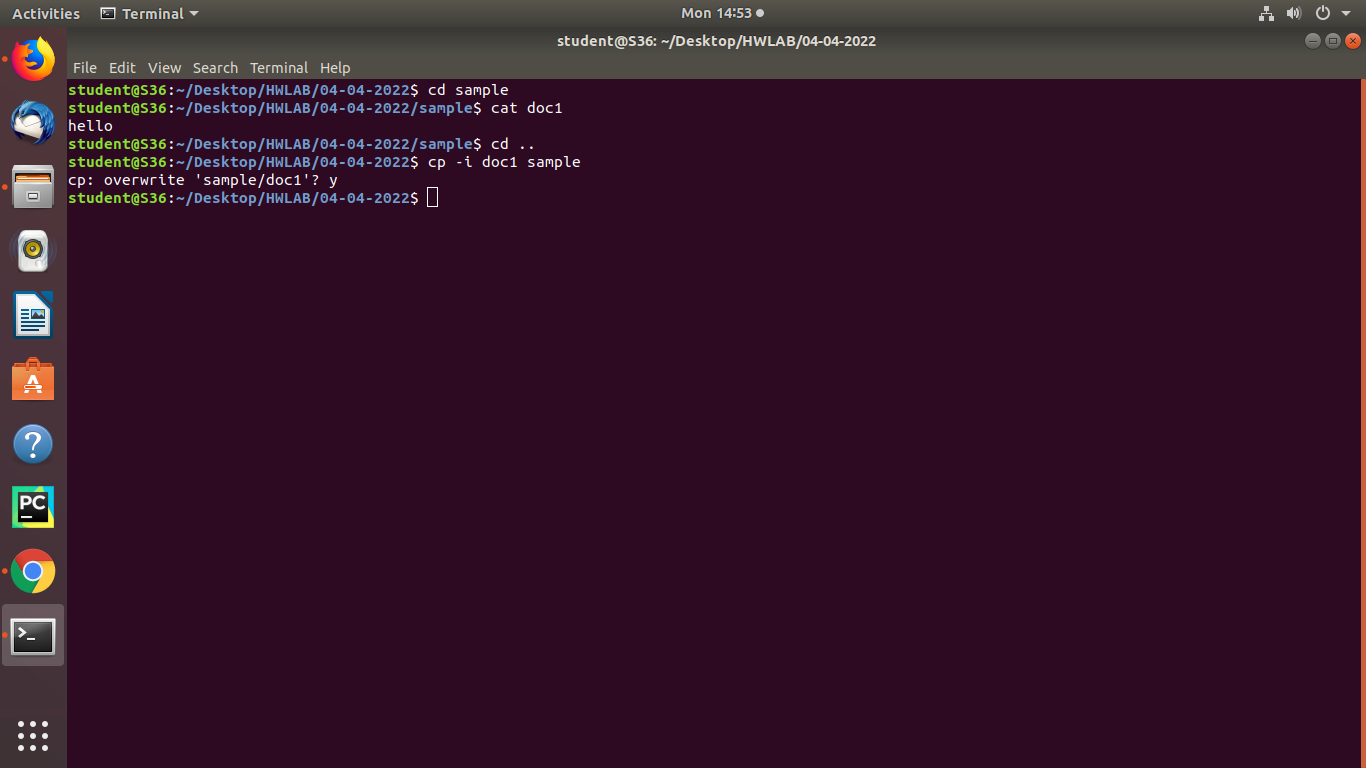 Activities Terminal Mon 14:53
student@S36: ~/Desktop/HWLAB/04-04-2022
File Edit View Search Terminal Help
student@S36:~/Desktop/HWLAB/04-04-2022$ cd sample
student@S36:~/Desktop/HWLAB/04-04-2022/sample$ cat doc1
hello
student@S36:~/Desktop/HWLAB/04-04-2022/sample$ cd ..
student@S36:~/Desktop/HWLAB/04-04-2022$ cp -i doc1 sample
cp: overwrite 'sample/doc1'? y
student@S36:~/Desktop/HWLAB/04-04-2022$
A
?
PC
>_